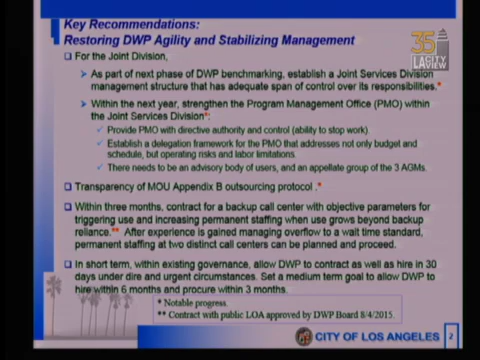 Key Recommendations:
Restoring DWP Agility and Stabilizing Management
35
LA CITY
VIEW
For the Joint Division,
As part of next phase of DWP benchmarking, establish a Joint Services Division
management structure that has adequate span of control over its responsibilities.*
Within the next year, strengthen the Program Management Office (PMO) within
the Joint Services Division*:
Provide PMO with directive authority and control (ability to stop work).
Establish a delegation framework for the PMO that addresses not only budget and
schedule, but operating risks and labor limitations.
There needs to be an advisory body of users, and an appellate group of the 3 AGMs.
Transparency of MOU Appendix B outsourcing protocol .*
Within three months, contract for a backup call center with objective parameters for
triggering use and increasing permanent staffing when use grows beyond backup
reliance.** After experience is gained managing overflow to a wait time standard,
permanent staffing at two distinct call centers can be planned and proceed.
In short term, within existing governance, allow DWP to contract as well as hire in 30
days under dire and urgent circumstances. Set a medium term goal to allow DWP to
hire within 6 months and procure within 3 months.
* Notable progress.
** Contract with public LOA approved by DWP Board 8/4/2015.
CITY OF LOS ANGELES 2